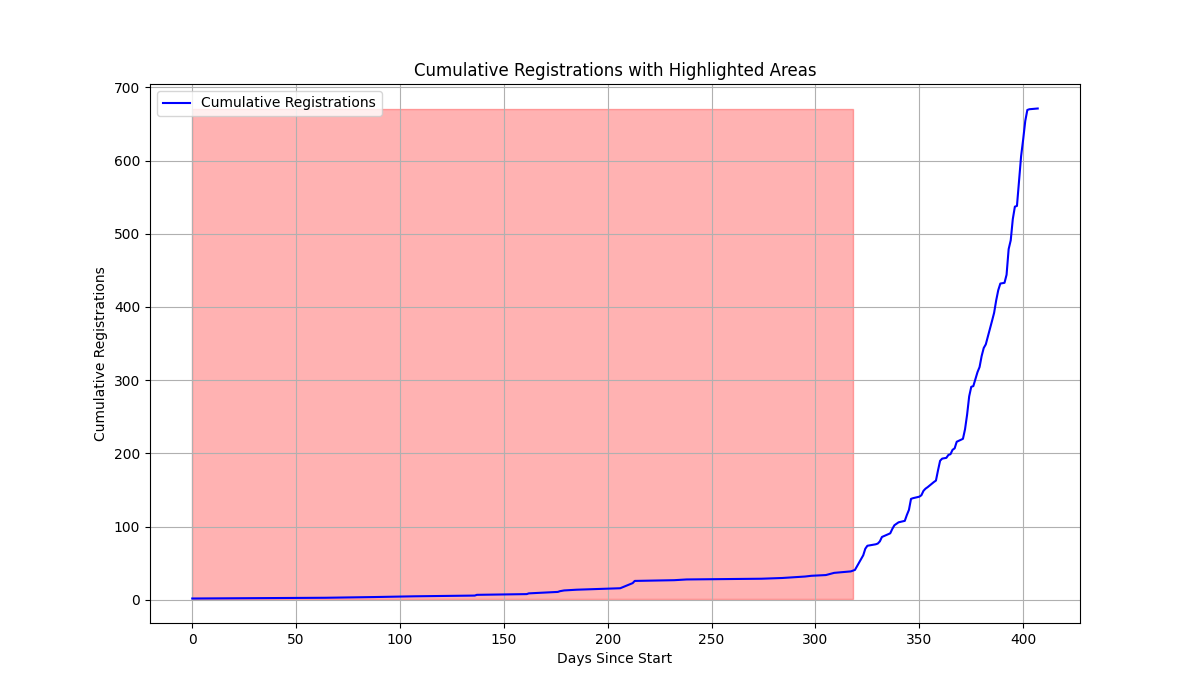 Cumulative Registrations with Highlighted Areas
Cumulative Registrations
700
600
500
400
300
200
100
0
Cumulative Registrations
0 50 100 150 200 250 300 350 400
Days Since Start